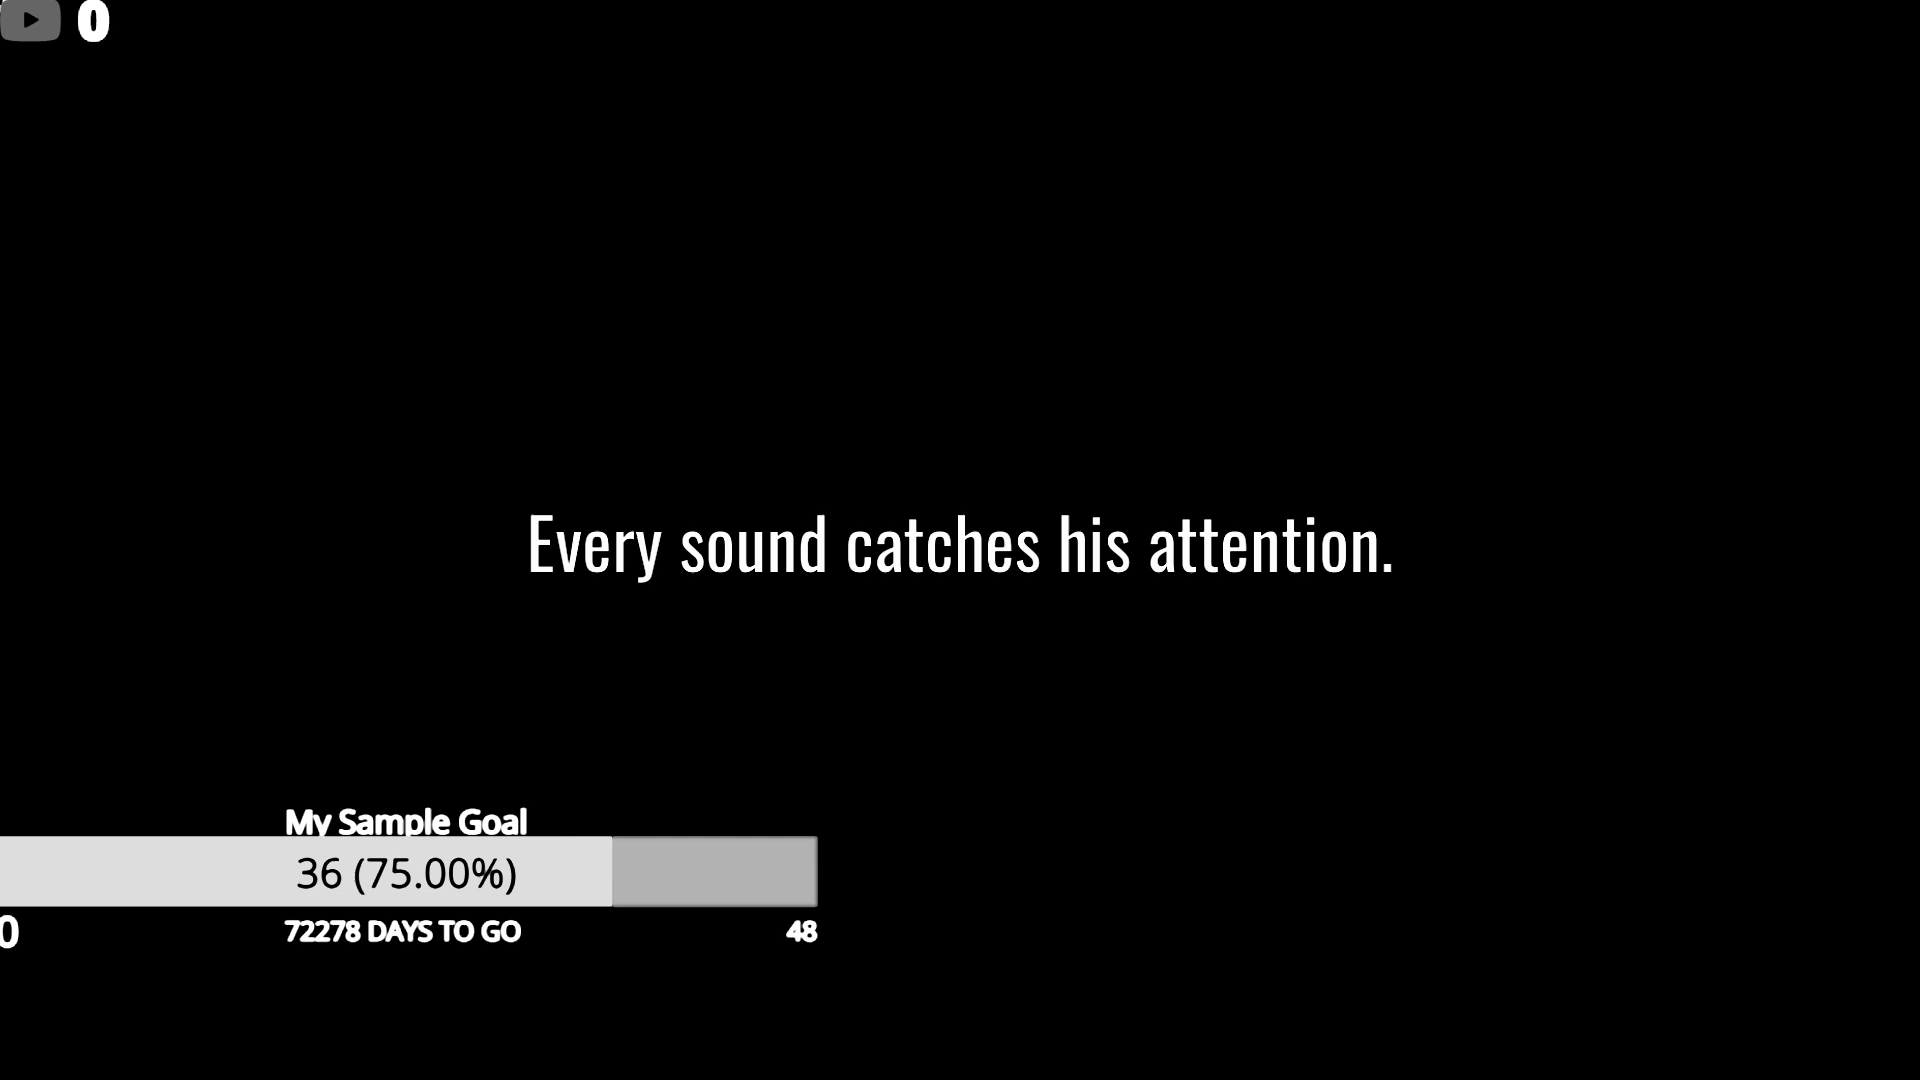 0
Every sound catches his attention.
My Sample Goal
36 (75.00%)
0 72278 DAYS TO GO 48